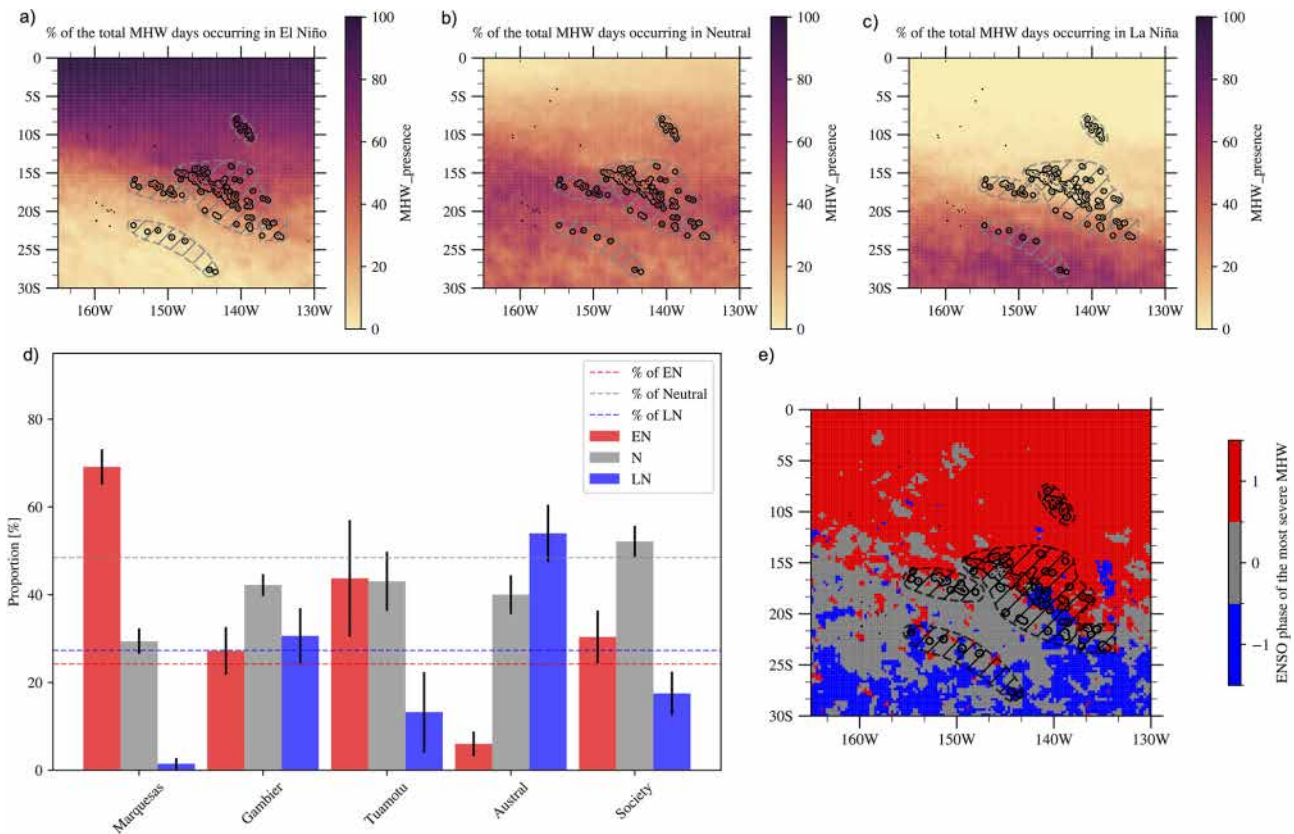 a)
% of the total MHW days occurring in El Niño
0
5S
10S
15S
20S
25S
30S
160W
150W
140W
130W
100
80
60
40
20
0
MHW_presence
b)
% of the total MHW days occurring in Neutral
0
5S
10S
15S
20S
25S
30S
160W
150W
140W
130W
100
80
60
40
20
0
MHW_presence
c)
% of the total MHW days occurring in La Niña
0
5S
10S
15S
20S
25S
30S
160W
150W
140W
130W
100
80
60
40
20
0
MHW_presence
d)
Proportion [%]
80
60
40
20
0
% of EN
% of Neutral
% of LN
EN
N
LN
Marquesas
Gambier
Tuamotu
Austral
Society
e)
0
5S
10S
15S
20S
25S
30S
160W
150W
140W
130W
1
0
−1
ENSO phase of the most severe MHW